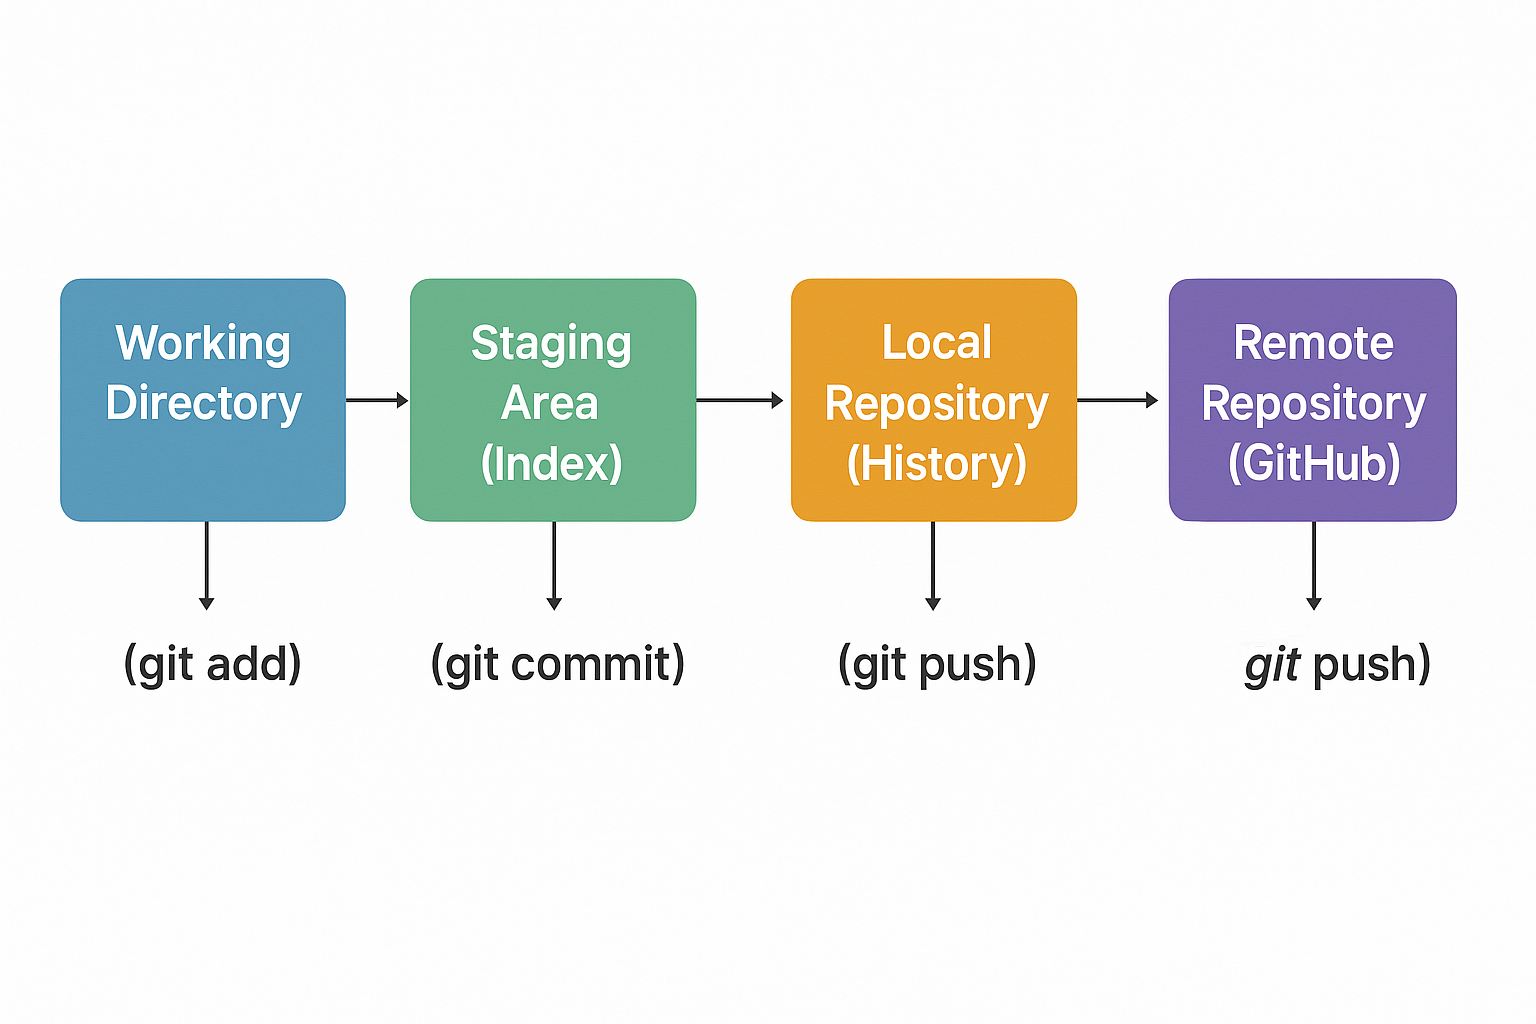 Working
Directory
Staging
Area
(Index)
Local
Repository
(History)
Remote
Repository
(GitHub)
(git add)
(git commit)
(git push)
git push)